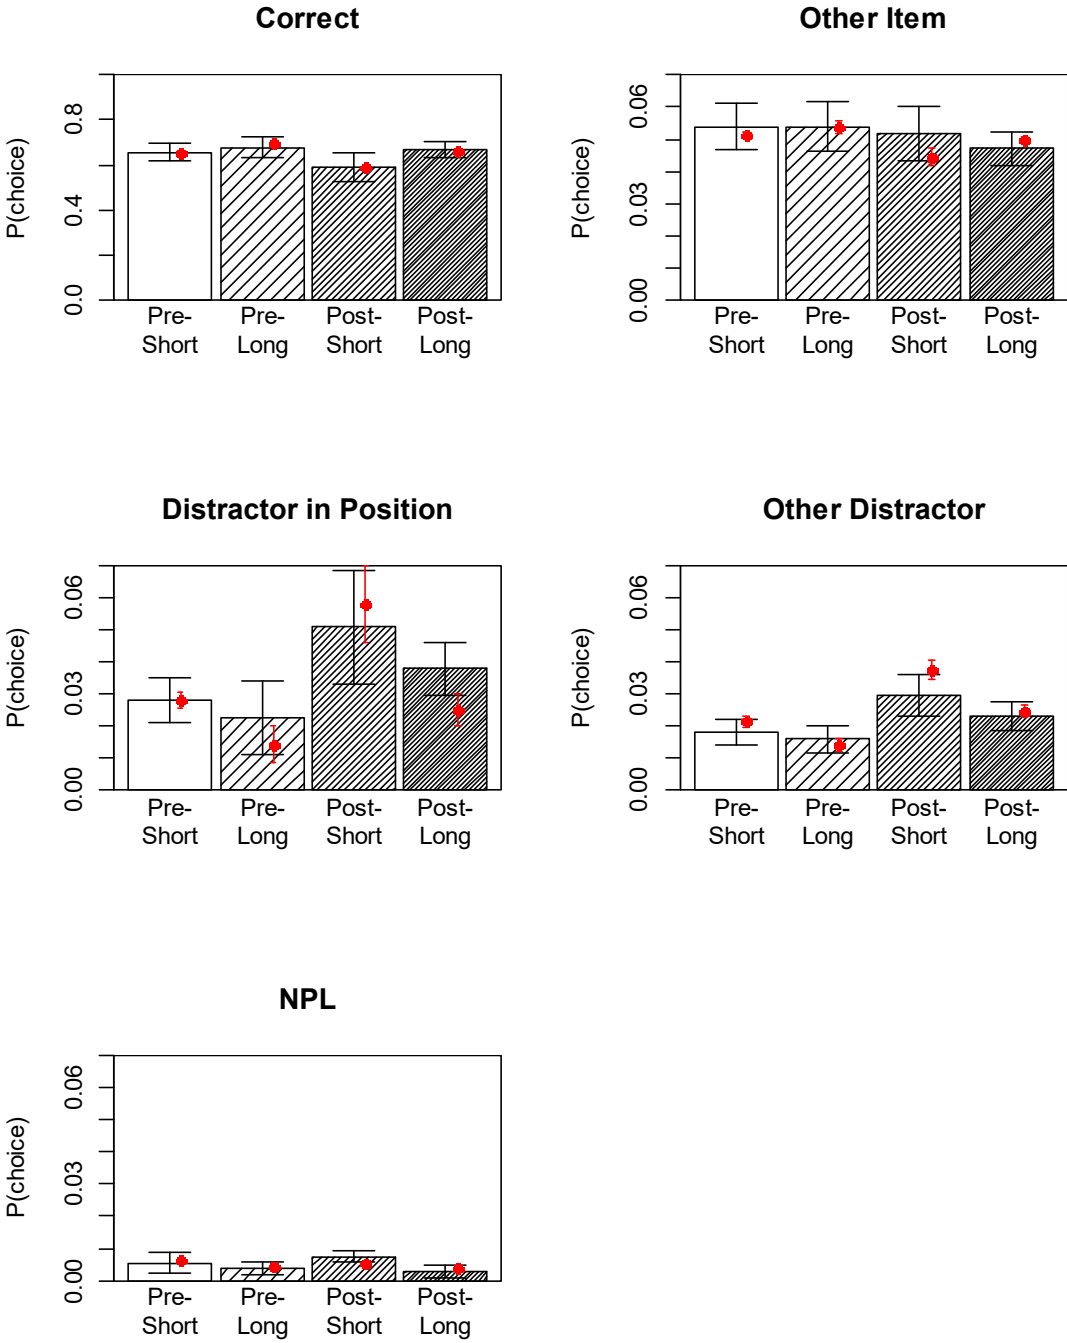 Correct
P(choice)
0.8
0.4
0.0
Pre-
Short
Pre-
Long
Post-
Short
Post-
Long
Other Item
P(choice)
0.06
0.03
0.00
Pre-
Short
Pre-
Long
Post-
Short
Post-
Long
Distractor in Position
P(choice)
0.06
0.03
0.00
Pre-
Short
Pre-
Long
Post-
Short
Post-
Long
Other Distractor
P(choice)
0.06
0.03
0.00
Pre-
Short
Pre-
Long
Post-
Short
Post-
Long
NPL
P(choice)
0.06
0.03
0.00
Pre-
Short
Pre-
Long
Post-
Short
Post-
Long